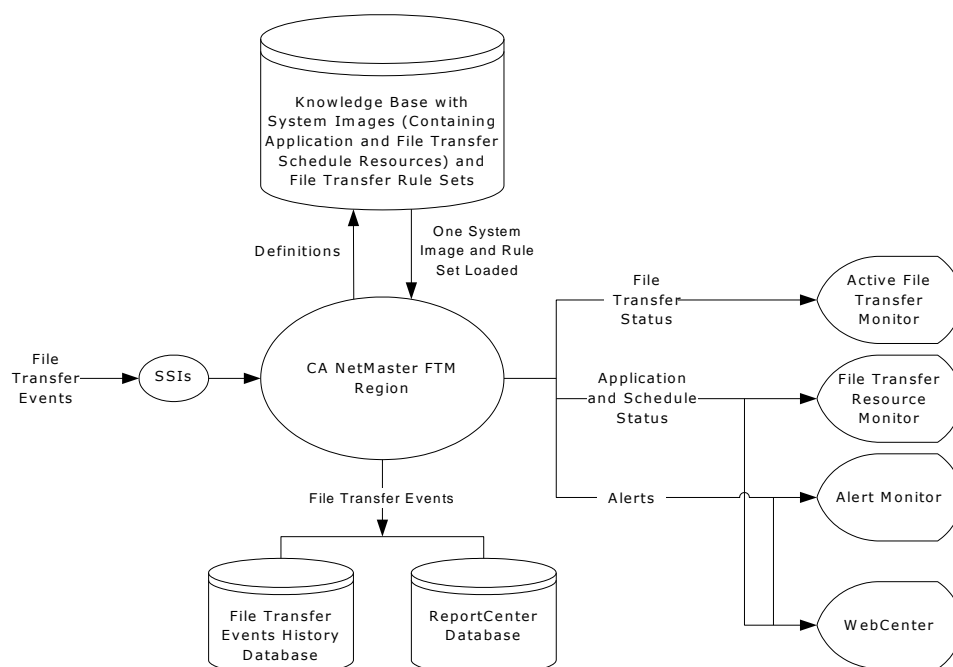 Knowledge Base with
System Images (Containing
Application and File Transfer
Schedule Resources) and
File Transfer Rule Sets
Definitions
One System
Image and Rule
Set Loaded
File
Transfer
Status
Active File
Transfer
Monitor
File
Transfer
Events
SSIs
CA NetMaster FTM
Region
Application
and Schedule
Status
File Transfer
Resource
Monitor
File Transfer Events
Alerts
Alert Monitor
File Transfer
Events History
Database
ReportCenter
Database
WebCenter